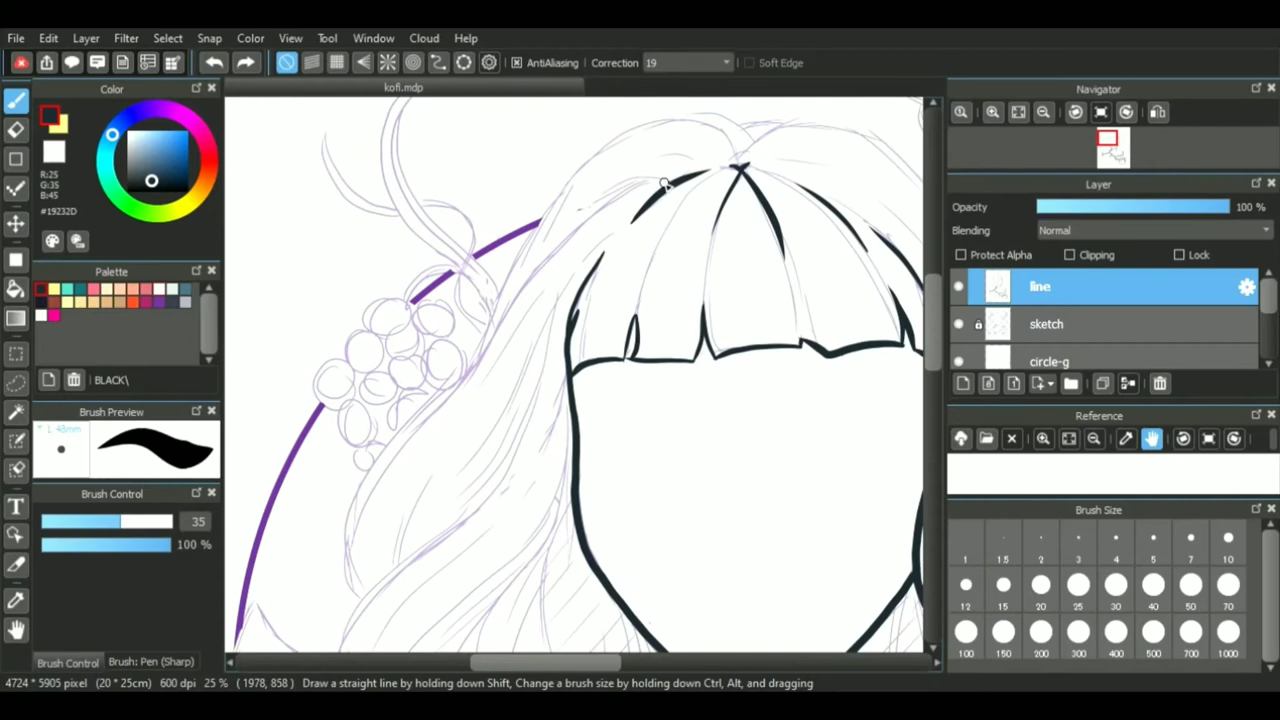 File Edit Layer Filter Select Snap Color View Tool Window Cloud Help
AntiAliasing Correction 19 Soft Edge
Color
kofi.mdp
Navigator
R:25
G:35
B:45
#19232D
Layer
Opacity 100 %
Blending Normal
Protect Alpha Clipping Lock
Palette
line
sketch
circle-g
BLACK\
Brush Preview
* 1.48mm
Reference
Brush Control
35
100 %
Brush Size
1 1.5 2 3 4 5 7 10
12 15 20 25 30 40 50 70
100 150 200 300 400 500 700 1000
Brush Control Brush: Pen (Sharp)
4724 * 5905 pixel (20 * 25cm) 600 dpi 25 % ( 1978, 858 ) Draw a straight line by holding down Shift, Change a brush size by holding down Ctrl, Alt, and dragging